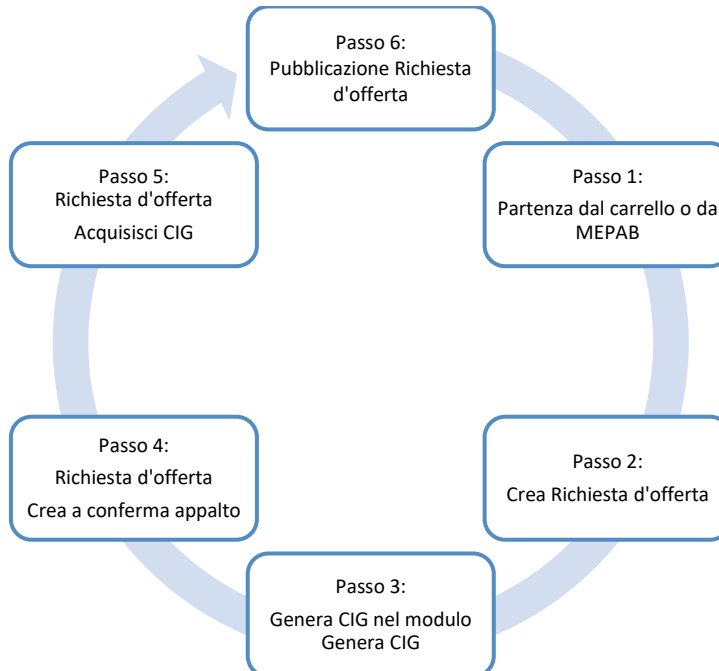 Passo 6:
Pubblicazione Richiesta
d'offerta
Passo 1:
Partenza dal carrello o da
MEPAB
Passo 2:
Crea Richiesta d'offerta
Passo 3:
Genera CIG nel modulo
Genera CIG
Passo 4:
Richiesta d'offerta
Crea a conferma appalto
Passo 5:
Richiesta d'offerta
Acquisisci CIG